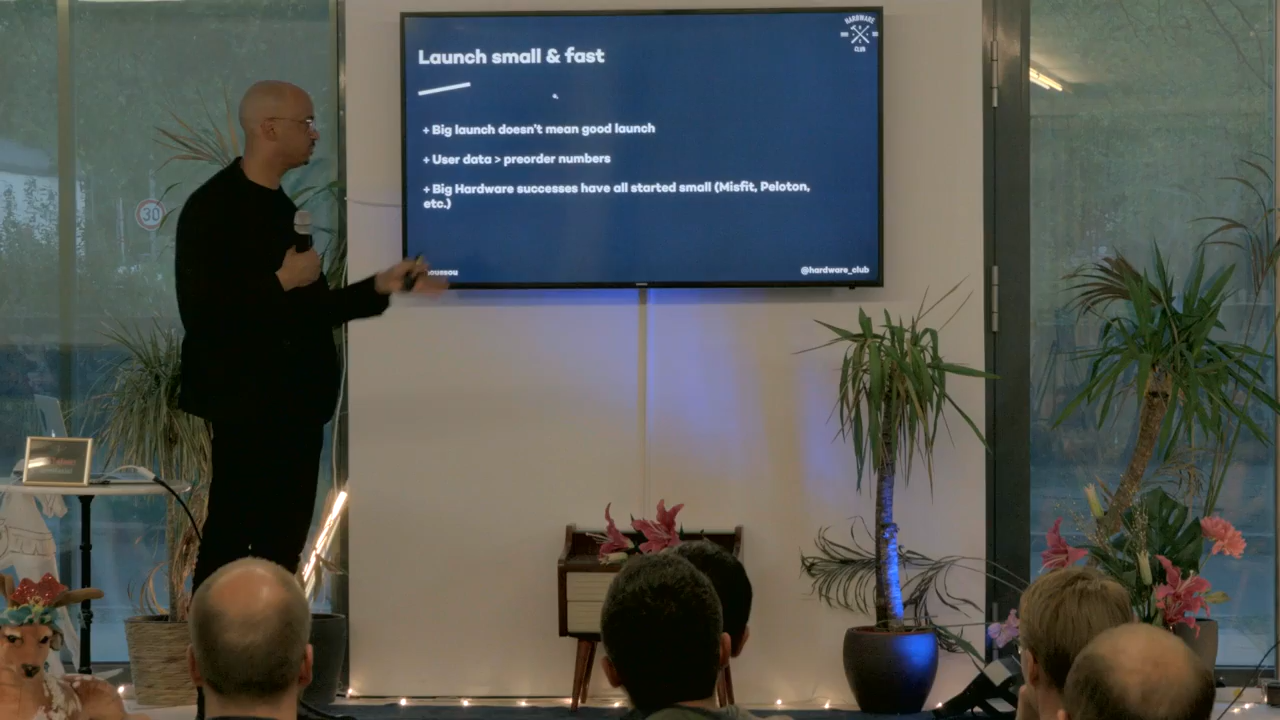 HARDWARE
CLUB
Launch small & fast
+ Big launch doesn't mean good launch
+ User data > preorder numbers
+ Big Hardware successes have all started small (Misfit, Peloton,
etc.)
@hardware_club
30